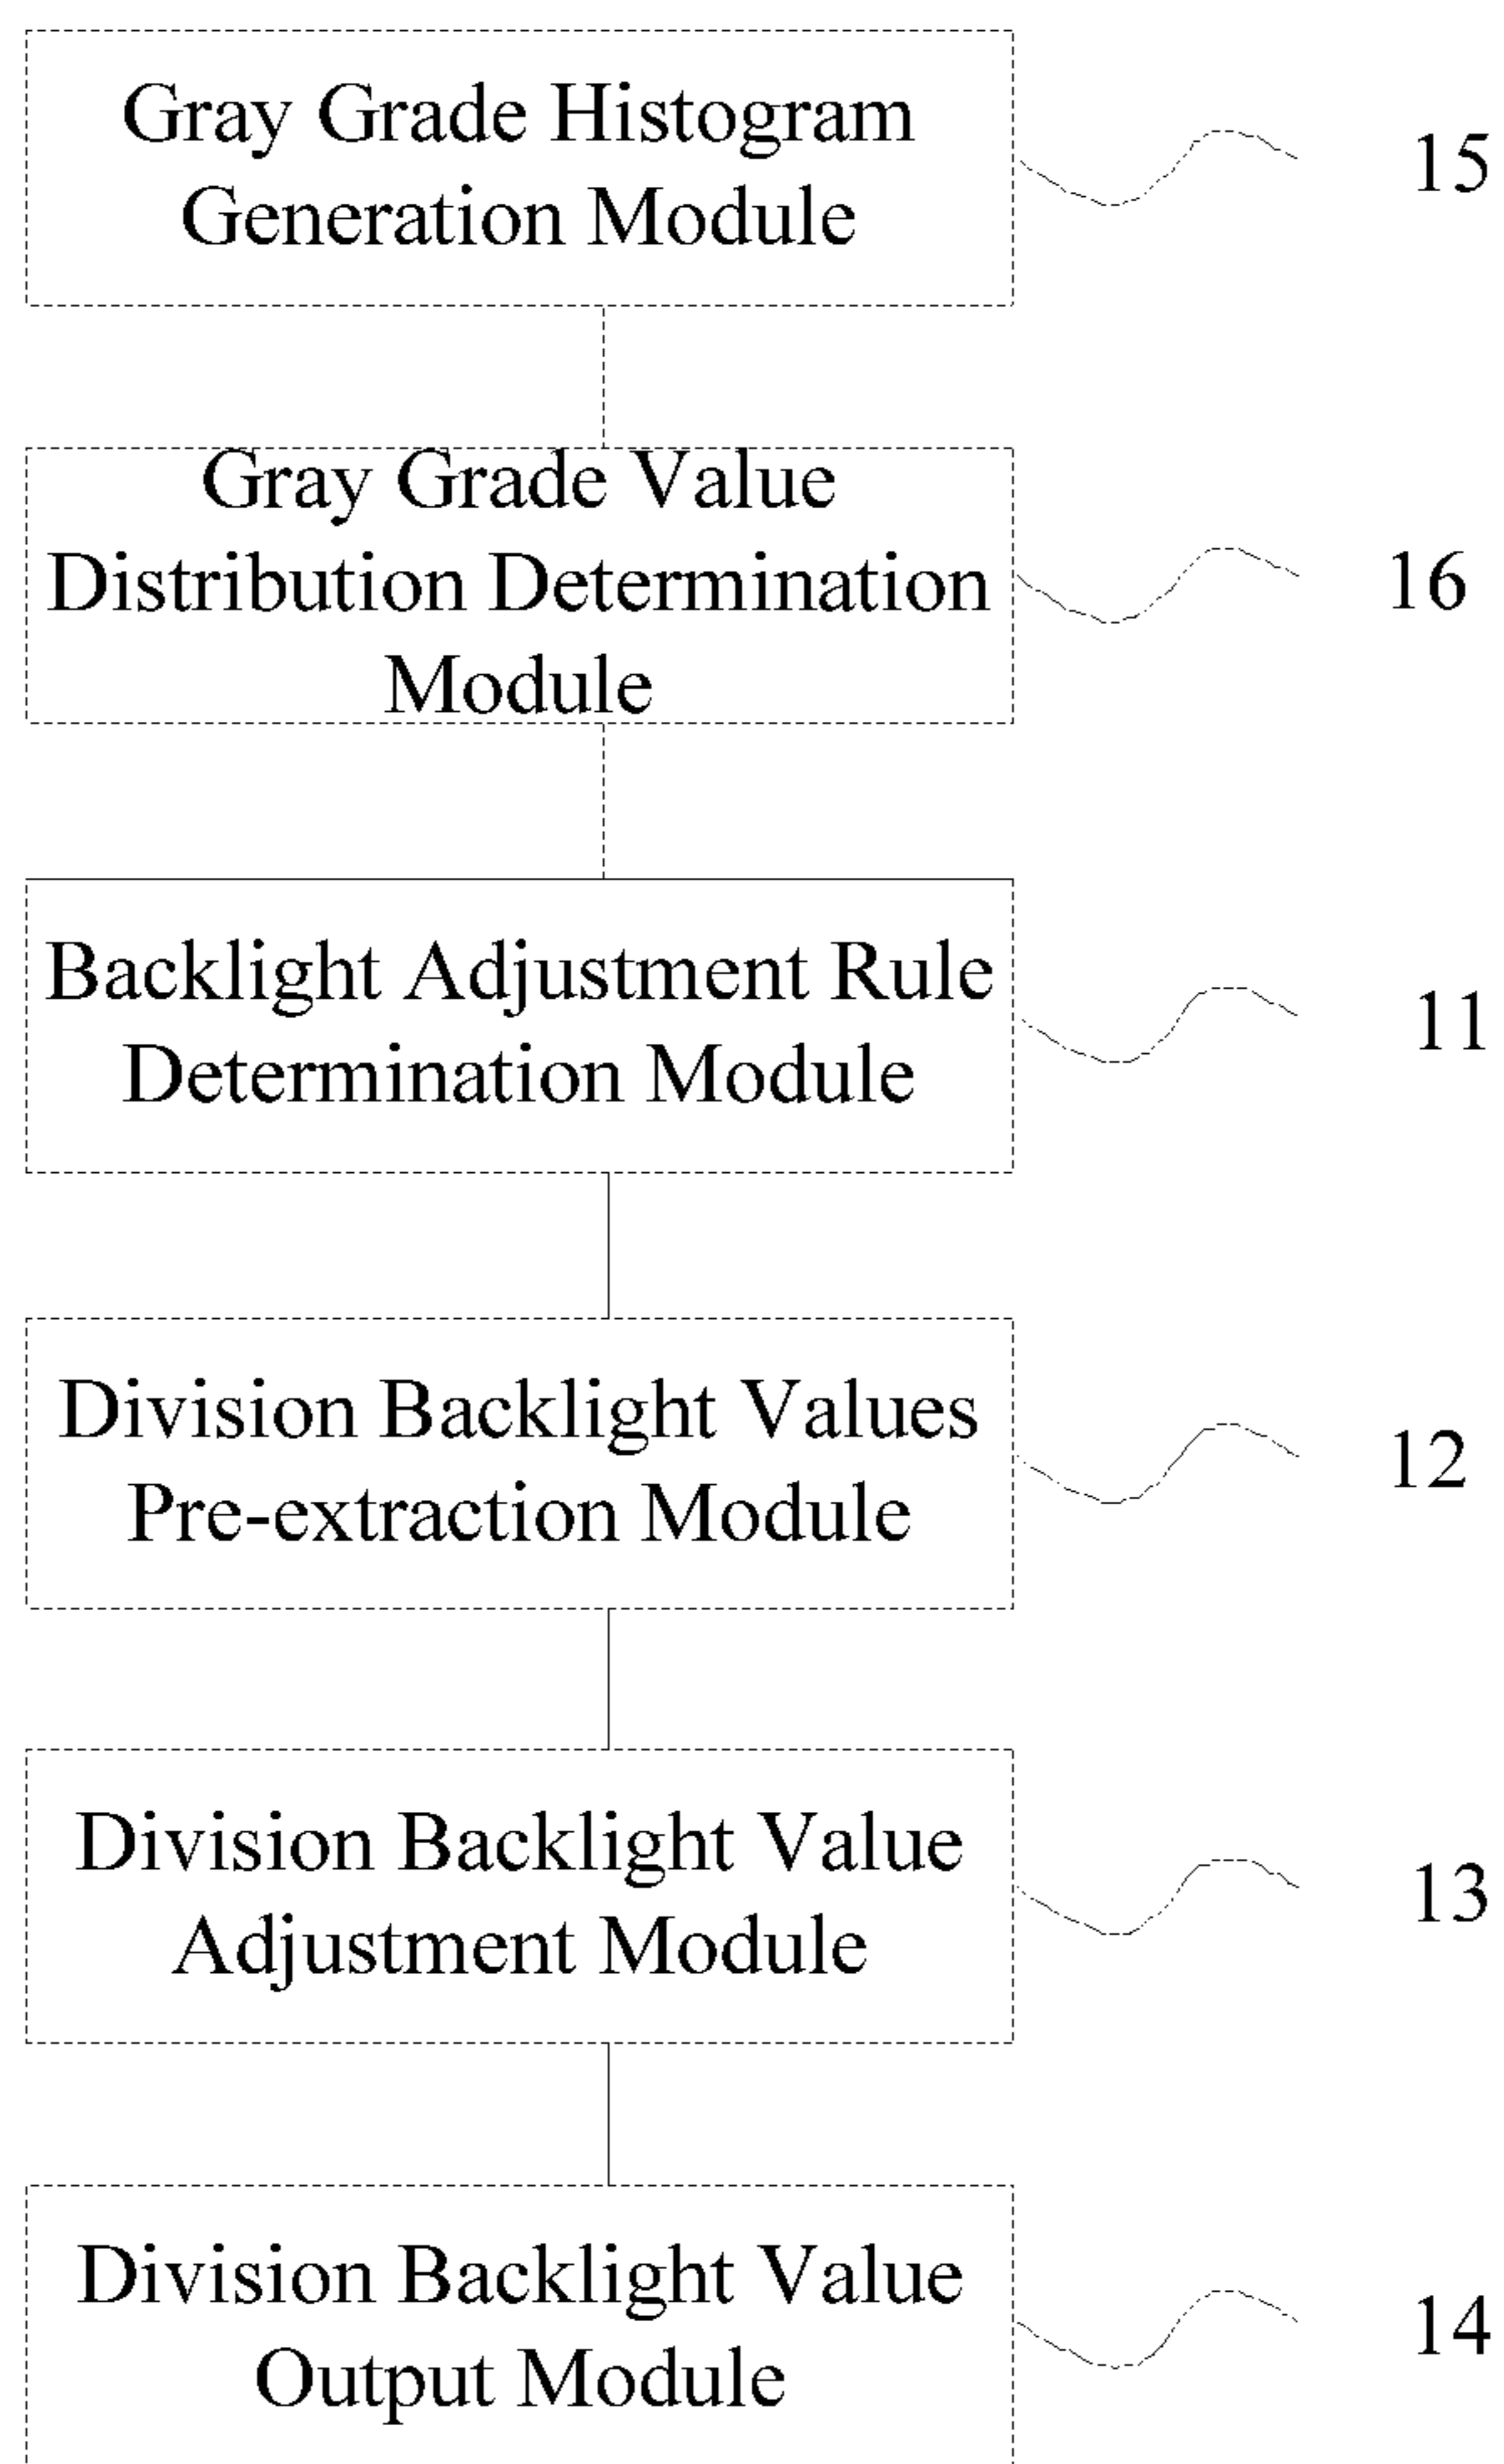 Gray Grade Histogram
Generation Module
15
Gray Grade Value
Distribution Determination
Module
16
Backlight Adjustment Rule
Determination Module
11
Division Backlight Values
Pre-extraction Module
12
Division Backlight Value
Adjustment Module
13
Division Backlight Value
Output Module
14